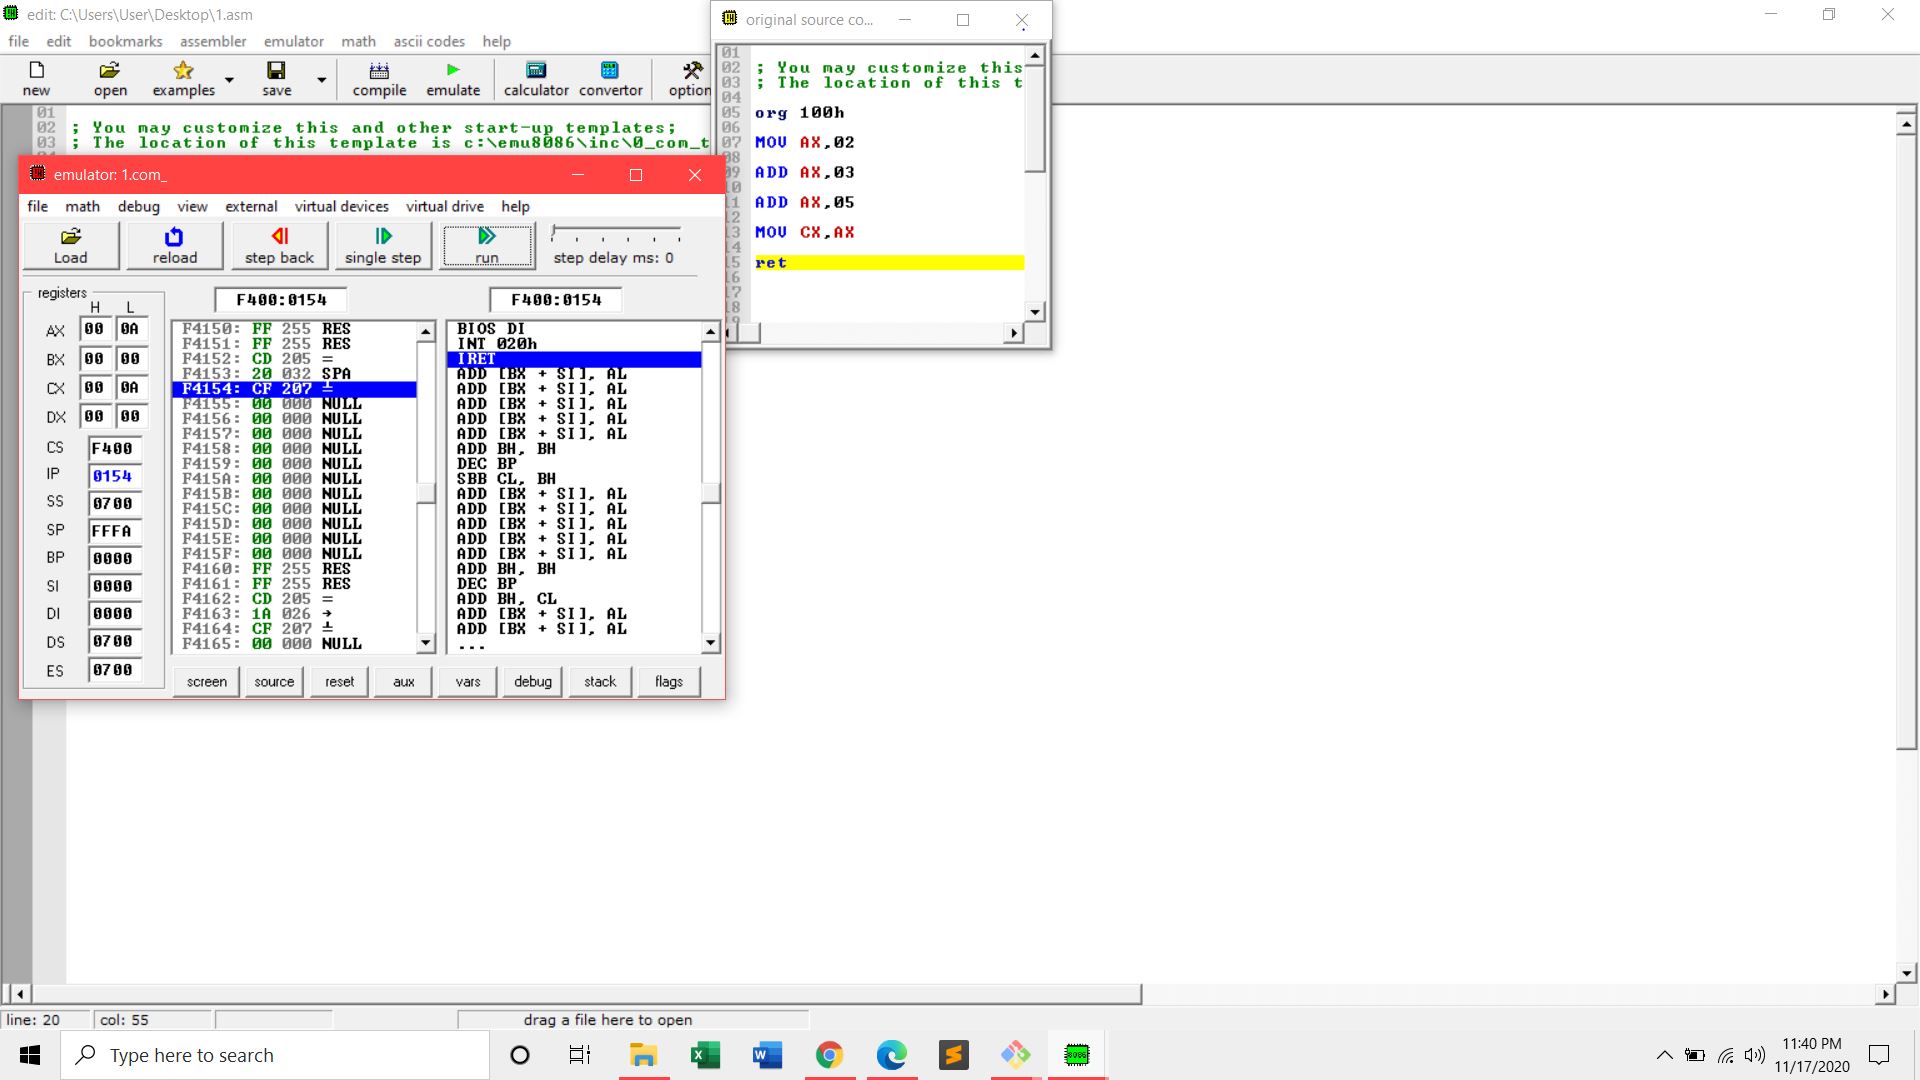 edit: C:\Users\User\Desktop\1.asm
file edit bookmarks assembler emulator math ascii codes help
new open examples save compile emulate calculator convertor option
01
02 ; You may customize this and other start-up templates;
03 ; The location of this template is c:\emu8086\inc\0_com_t
original source co...
01
02 ; You may customize this
03 ; The location of this t
04
05 org 100h
06
07 MOV AX,02
08
09 ADD AX,03
10
11 ADD AX,05
12
13 MOV CX,AX
14
15 ret
16
17
18
emulator: 1.com_
file math debug view external virtual devices virtual drive help
Load reload step back single step run step delay ms: 0
registers
H L
AX 00 0A
BX 00 00
CX 00 0A
DX 00 00
CS F400
IP 0154
SS 0700
SP FFFA
BP 0000
SI 0000
DI 0000
DS 0700
ES 0700
F400:0154
F400:0154
F4150: FF 255 RES
F4151: FF 255 RES
F4152: CD 205 =
F4153: 20 032 SPA
F4154: CF 207 ╧
F4155: 00 000 NULL
F4156: 00 000 NULL
F4157: 00 000 NULL
F4158: 00 000 NULL
F4159: 00 000 NULL
F415A: 00 000 NULL
F415B: 00 000 NULL
F415C: 00 000 NULL
F415D: 00 000 NULL
F415E: 00 000 NULL
F415F: 00 000 NULL
F4160: FF 255 RES
F4161: FF 255 RES
F4162: CD 205 =
F4163: 1A 026 →
F4164: CF 207 ╧
F4165: 00 000 NULL
BIOS DI
INT 020h
IRET
ADD [BX + SI], AL
ADD [BX + SI], AL
ADD [BX + SI], AL
ADD [BX + SI], AL
ADD [BX + SI], AL
ADD BH, BH
DEC BP
SBB CL, BH
ADD [BX + SI], AL
ADD [BX + SI], AL
ADD [BX + SI], AL
ADD [BX + SI], AL
ADD [BX + SI], AL
ADD BH, BH
DEC BP
ADD BH, CL
ADD [BX + SI], AL
ADD [BX + SI], AL
...
screen source reset aux vars debug stack flags
line: 20 col: 55 drag a file here to open
Type here to search
11:40 PM
11/17/2020